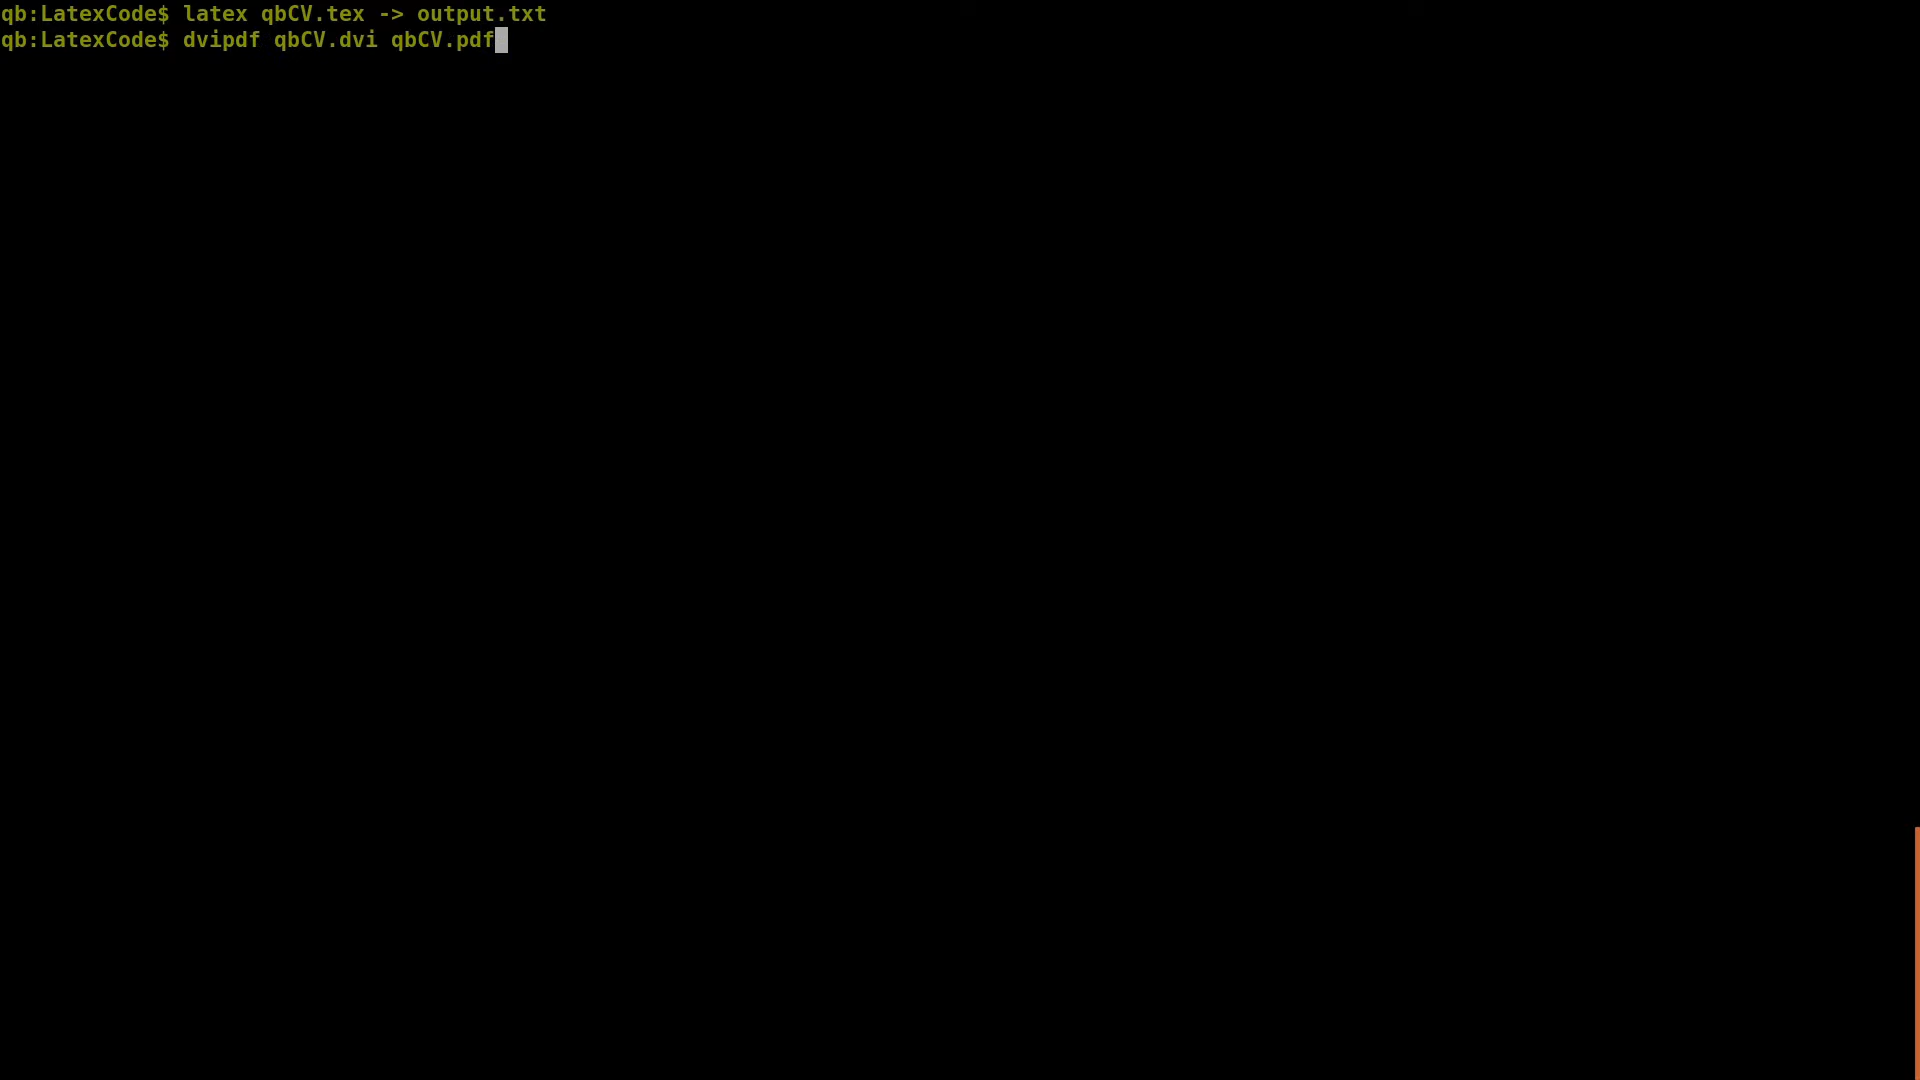 qb:LatexCode$ latex qbCV.tex -> output.txt
qb:LatexCode$ dvipdf qbCV.dvi qbCV.pdf